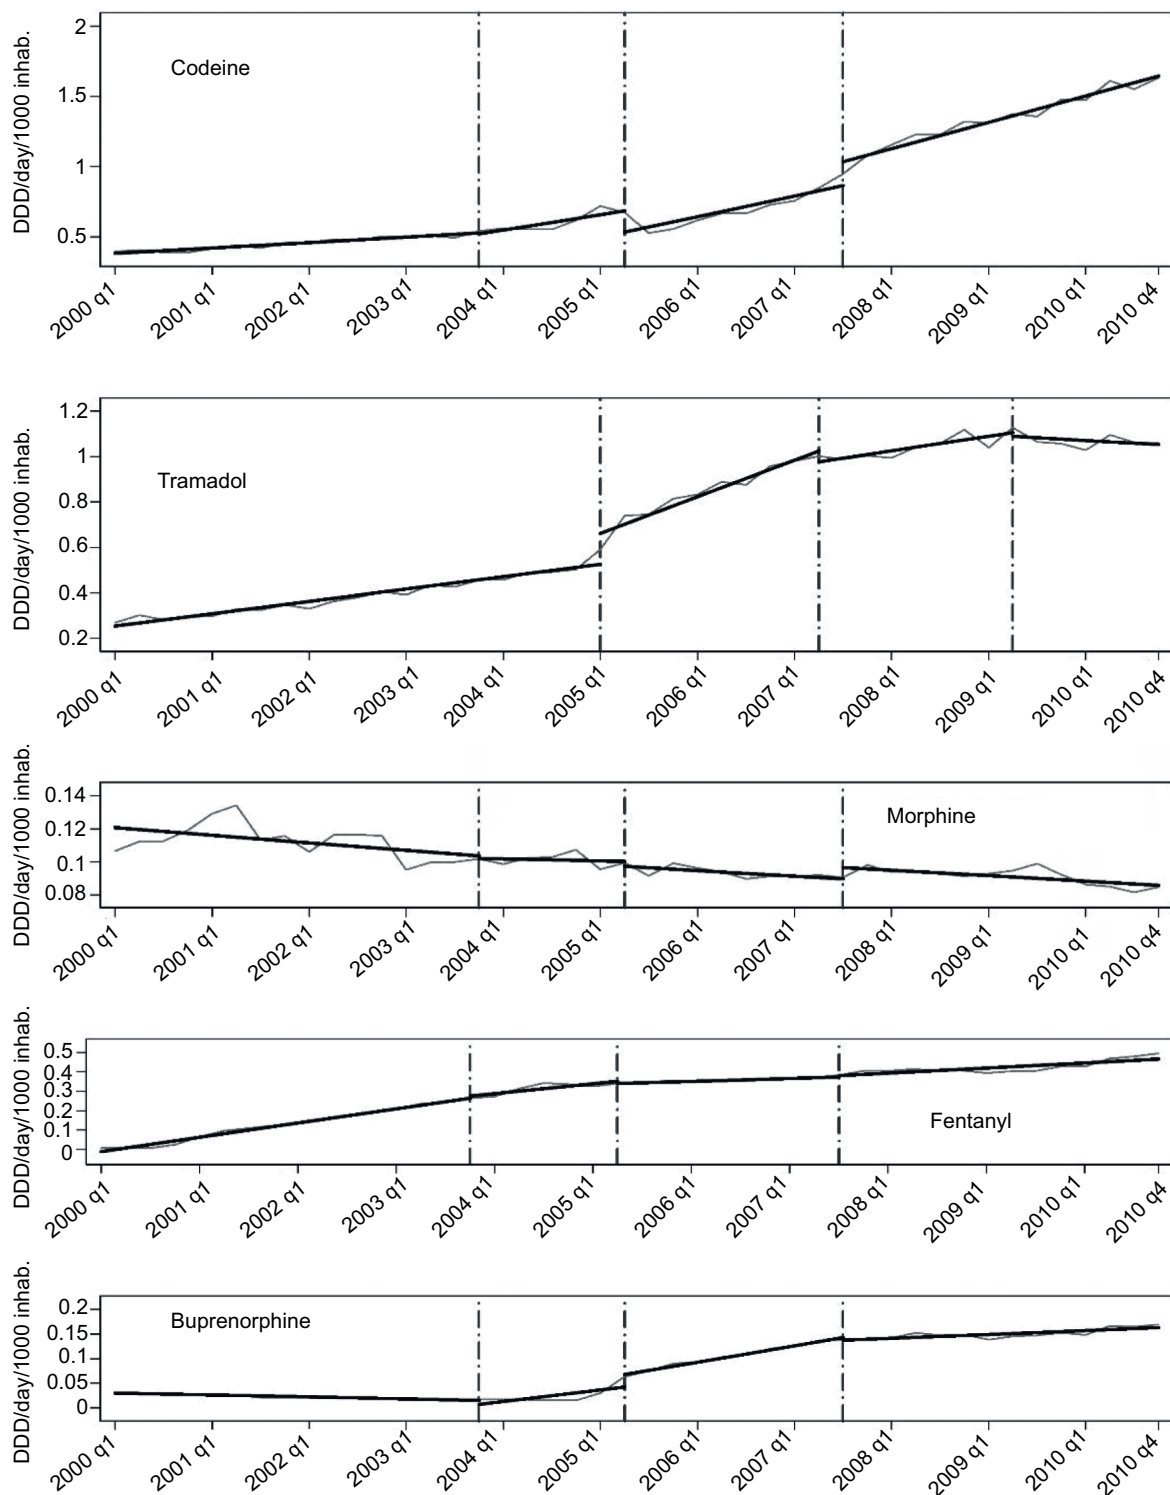 DDD/day/1000 inhab.
2
1.5
1
0.5
Codeine
2000 q1
2001 q1
2002 q1
2003 q1
2004 q1
2005 q1
2006 q1
2007 q1
2008 q1
2009 q1
2010 q1
2010 q4
DDD/day/1000 inhab.
1.2
1
0.8
0.6
0.4
0.2
Tramadol
2000 q1
2001 q1
2002 q1
2003 q1
2004 q1
2005 q1
2006 q1
2007 q1
2008 q1
2009 q1
2010 q1
2010 q4
DDD/day/1000 inhab.
0.14
0.12
0.1
0.08
Morphine
2000 q1
2001 q1
2002 q1
2003 q1
2004 q1
2005 q1
2006 q1
2007 q1
2008 q1
2009 q1
2010 q1
2010 q4
DDD/day/1000 inhab.
0.5
0.4
0.3
0.2
0.1
0
Fentanyl
2000 q1
2001 q1
2002 q1
2003 q1
2004 q1
2005 q1
2006 q1
2007 q1
2008 q1
2009 q1
2010 q1
2010 q4
DDD/day/1000 inhab.
0.2
0.15
0.1
0.05
0
Buprenorphine
2000 q1
2001 q1
2002 q1
2003 q1
2004 q1
2005 q1
2006 q1
2007 q1
2008 q1
2009 q1
2010 q1
2010 q4